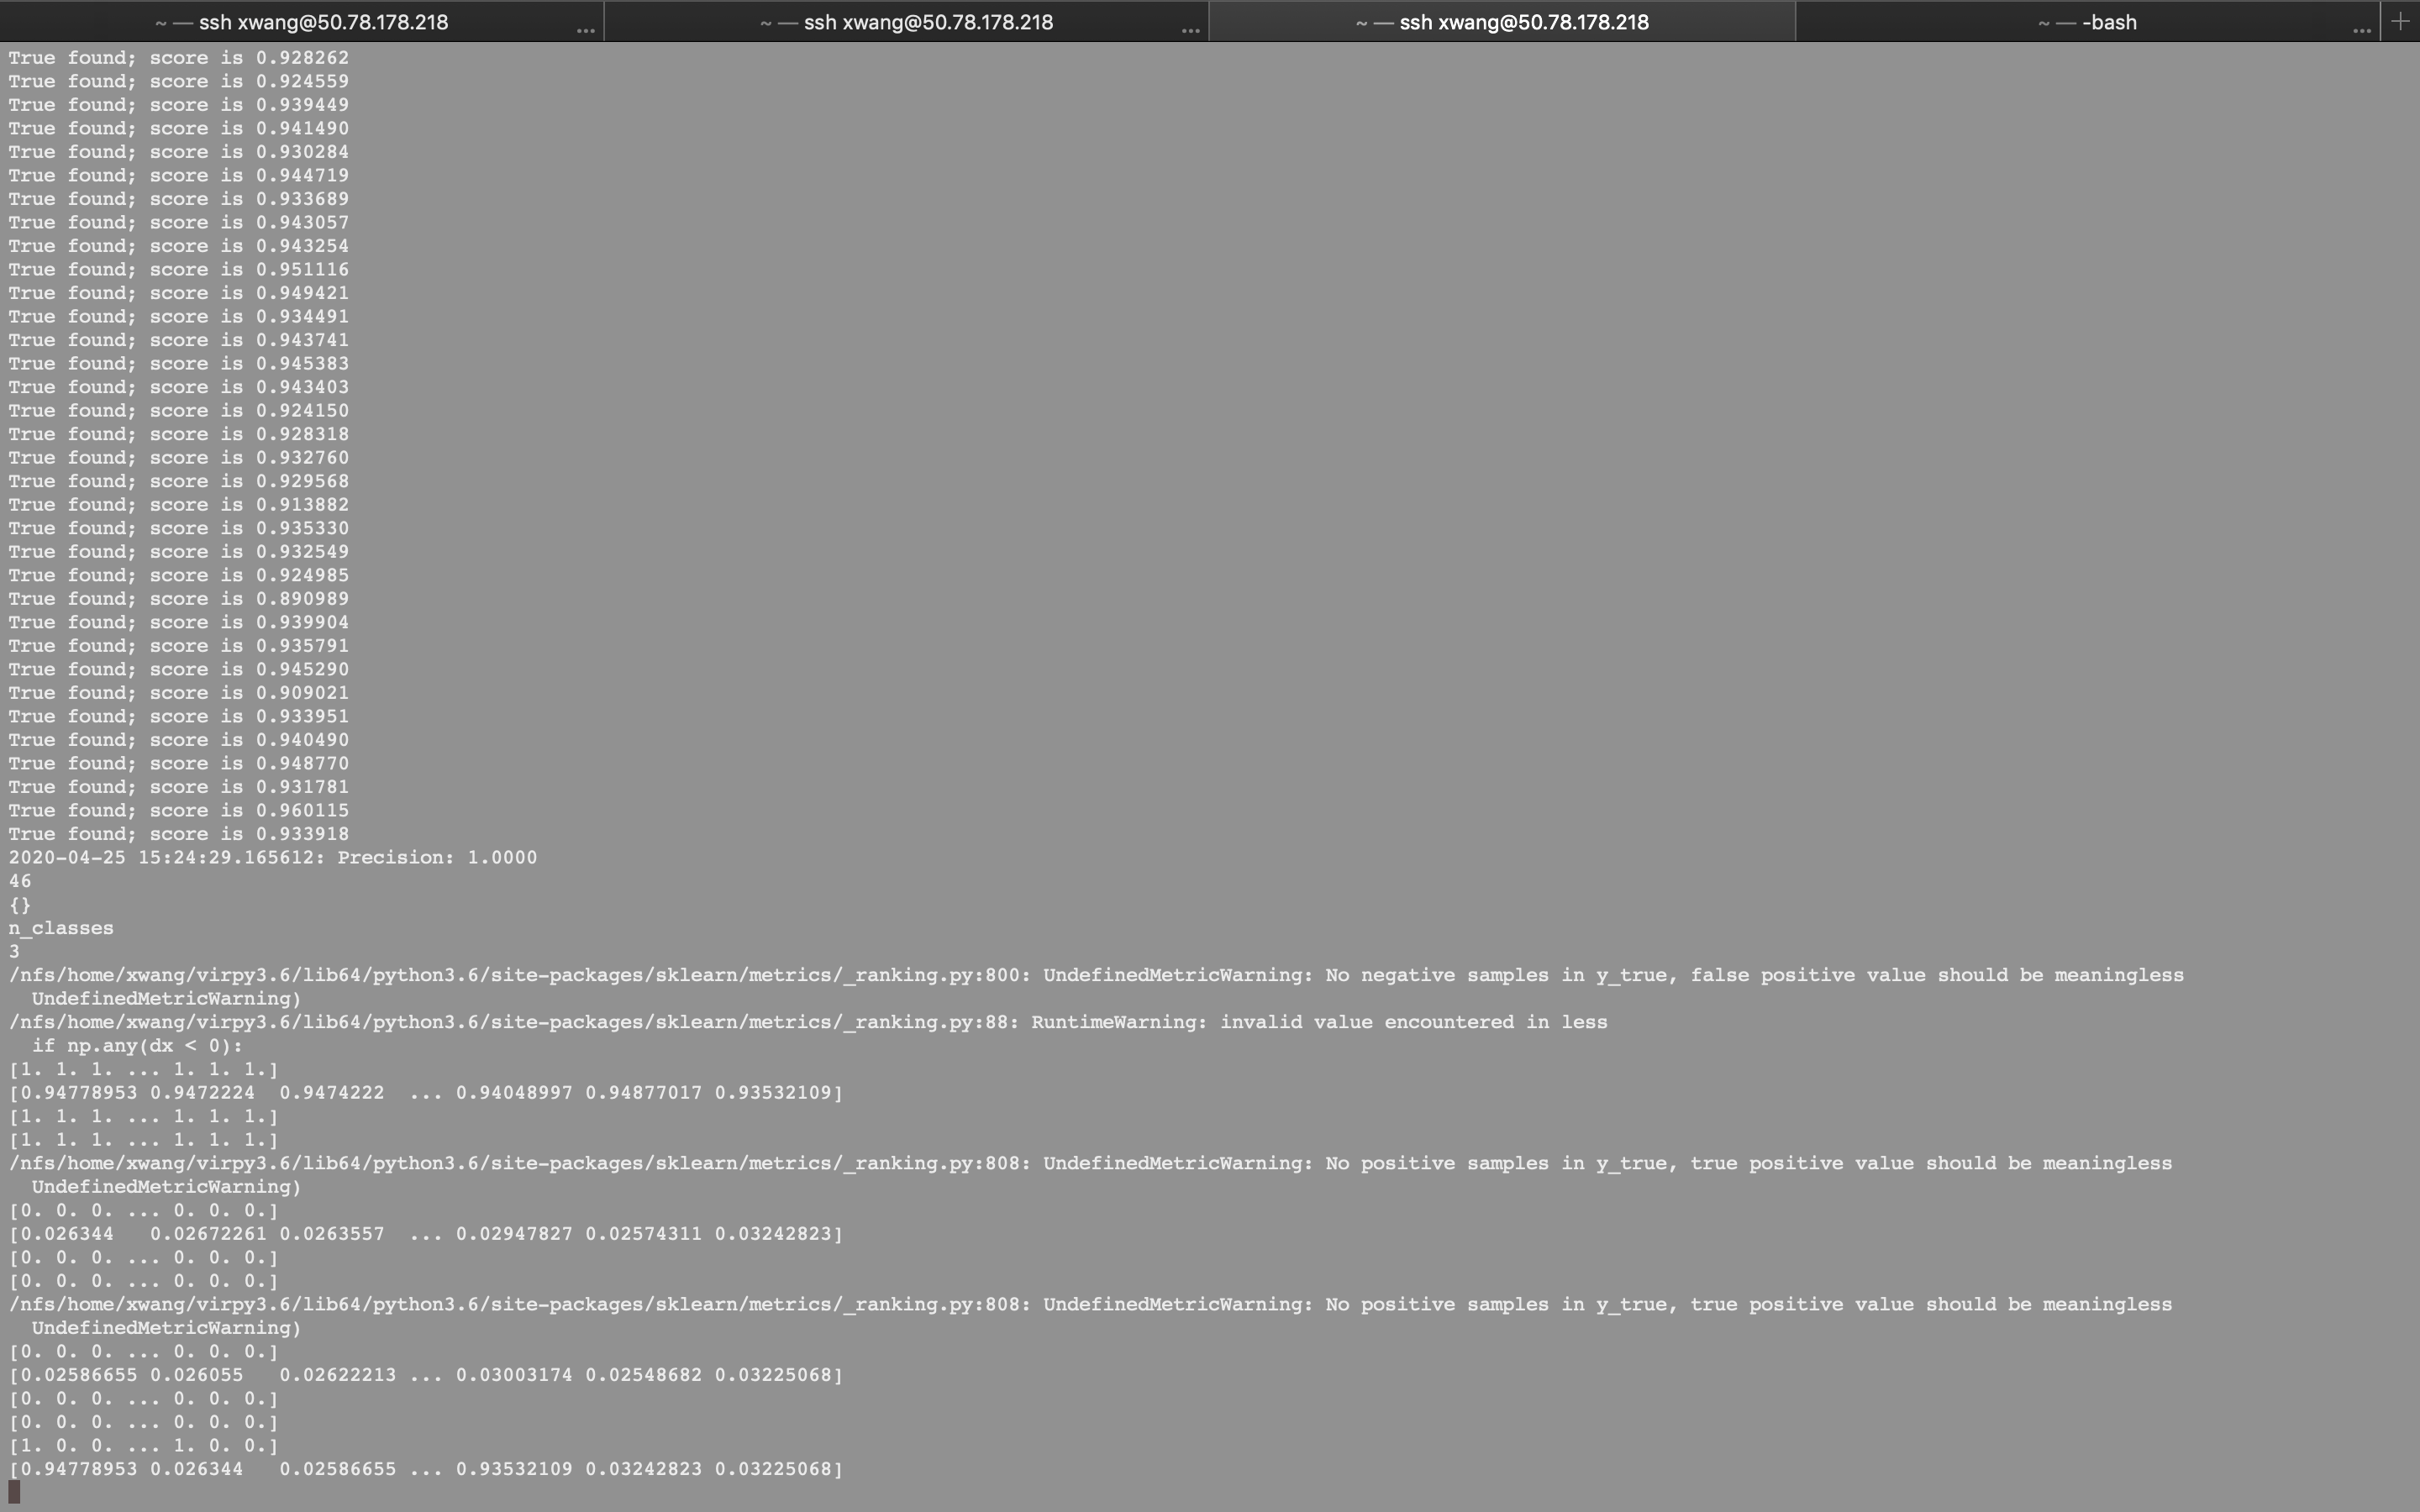 ~ — ssh xwang@50.78.178.218 ... ~ — ssh xwang@50.78.178.218 ... ~ — ssh xwang@50.78.178.218 ~ — -bash ... +
True found; score is 0.928262
True found; score is 0.924559
True found; score is 0.939449
True found; score is 0.941490
True found; score is 0.930284
True found; score is 0.944719
True found; score is 0.933689
True found; score is 0.943057
True found; score is 0.943254
True found; score is 0.951116
True found; score is 0.949421
True found; score is 0.934491
True found; score is 0.943741
True found; score is 0.945383
True found; score is 0.943403
True found; score is 0.924150
True found; score is 0.928318
True found; score is 0.932760
True found; score is 0.929568
True found; score is 0.913882
True found; score is 0.935330
True found; score is 0.932549
True found; score is 0.924985
True found; score is 0.890989
True found; score is 0.939904
True found; score is 0.935791
True found; score is 0.945290
True found; score is 0.909021
True found; score is 0.933951
True found; score is 0.940490
True found; score is 0.948770
True found; score is 0.931781
True found; score is 0.960115
True found; score is 0.933918
2020-04-25 15:24:29.165612: Precision: 1.0000
46
{}
n_classes
3
/nfs/home/xwang/virpy3.6/lib64/python3.6/site-packages/sklearn/metrics/_ranking.py:800: UndefinedMetricWarning: No negative samples in y_true, false positive value should be meaningless
  UndefinedMetricWarning)
/nfs/home/xwang/virpy3.6/lib64/python3.6/site-packages/sklearn/metrics/_ranking.py:88: RuntimeWarning: invalid value encountered in less
  if np.any(dx < 0):
[1. 1. 1. ... 1. 1. 1.]
[0.94778953 0.9472224  0.9474222  ... 0.94048997 0.94877017 0.93532109]
[1. 1. 1. ... 1. 1. 1.]
[1. 1. 1. ... 1. 1. 1.]
/nfs/home/xwang/virpy3.6/lib64/python3.6/site-packages/sklearn/metrics/_ranking.py:808: UndefinedMetricWarning: No positive samples in y_true, true positive value should be meaningless
  UndefinedMetricWarning)
[0. 0. 0. ... 0. 0. 0.]
[0.026344   0.02672261 0.0263557  ... 0.02947827 0.02574311 0.03242823]
[0. 0. 0. ... 0. 0. 0.]
[0. 0. 0. ... 0. 0. 0.]
/nfs/home/xwang/virpy3.6/lib64/python3.6/site-packages/sklearn/metrics/_ranking.py:808: UndefinedMetricWarning: No positive samples in y_true, true positive value should be meaningless
  UndefinedMetricWarning)
[0. 0. 0. ... 0. 0. 0.]
[0.02586655 0.026055   0.02622213 ... 0.03003174 0.02548682 0.03225068]
[0. 0. 0. ... 0. 0. 0.]
[0. 0. 0. ... 0. 0. 0.]
[1. 0. 0. ... 1. 0. 0.]
[0.94778953 0.026344   0.02586655 ... 0.93532109 0.03242823 0.03225068]